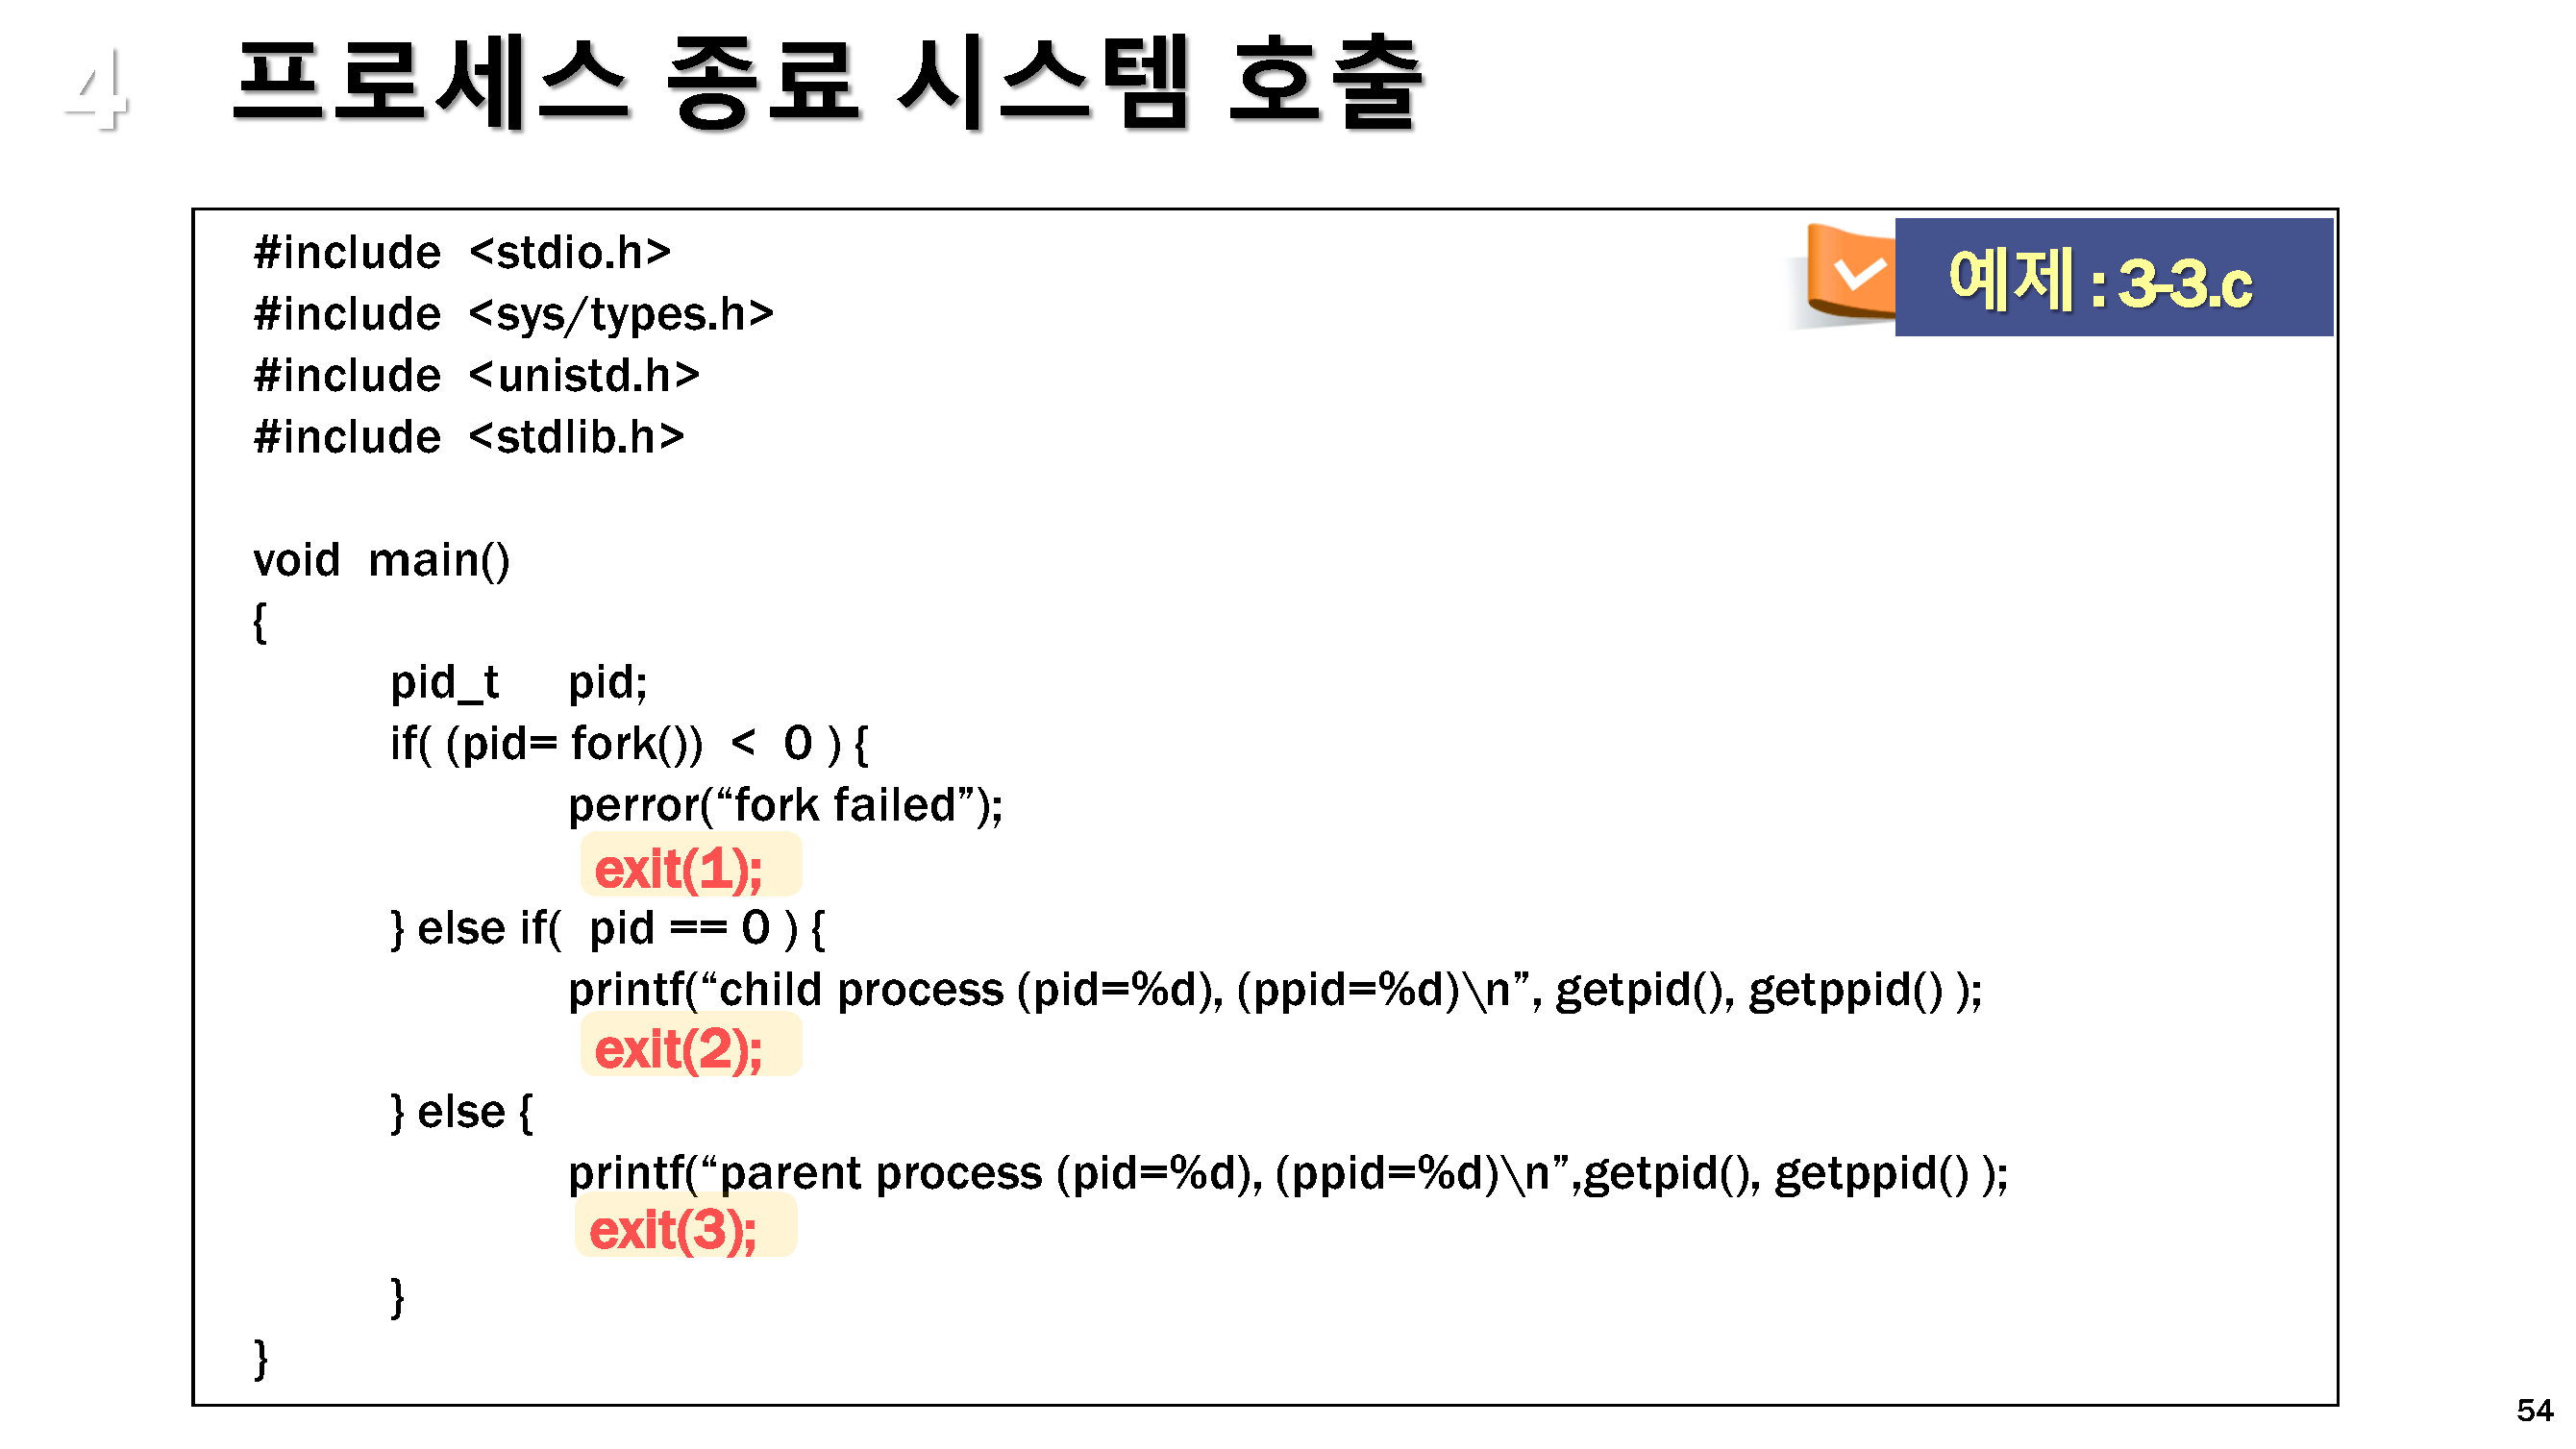 4 프로세스 종료 시스템 호출
예제 : 3-3.c
#include <stdio.h>
#include <sys/types.h>
#include <unistd.h>
#include <stdlib.h>
void main()
{
pid_t pid;
if( (pid= fork()) < 0 ) {
perror(“fork failed”);
exit(1);
} else if( pid == 0 ) {
printf(“child process (pid=%d), (ppid=%d)\n”, getpid(), getppid() );
exit(2);
} else {
printf(“parent process (pid=%d), (ppid=%d)\n”,getpid(), getppid() );
exit(3);
}
}
54